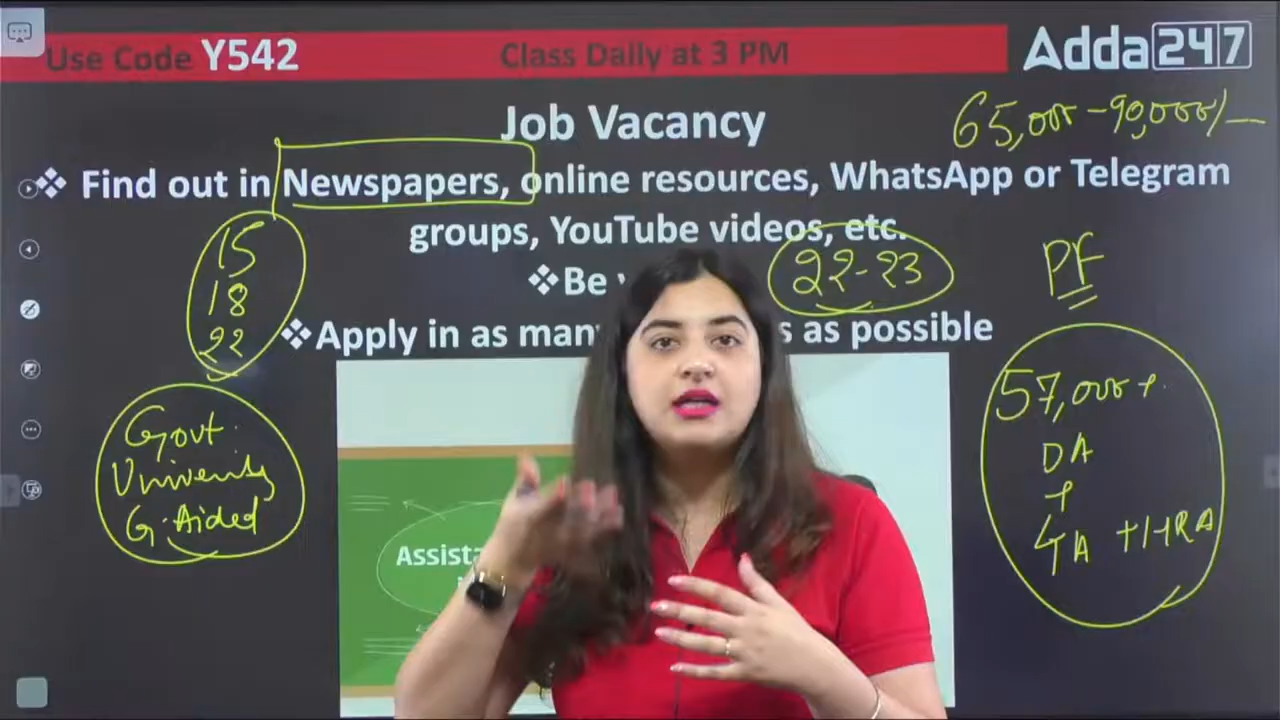 Use Code Y542 Class Daily at 3 PM Adda247
65,000-90,000/-
Job Vacancy
❖ Find out in Newspapers, online resources, WhatsApp or Telegram
groups, YouTube videos, etc.
15
18
22
22-23
PF
❖Be
❖Apply in as many as possible
Govt.
University
G.Aided
57,000+
DA
+
TA +HRA
Assista